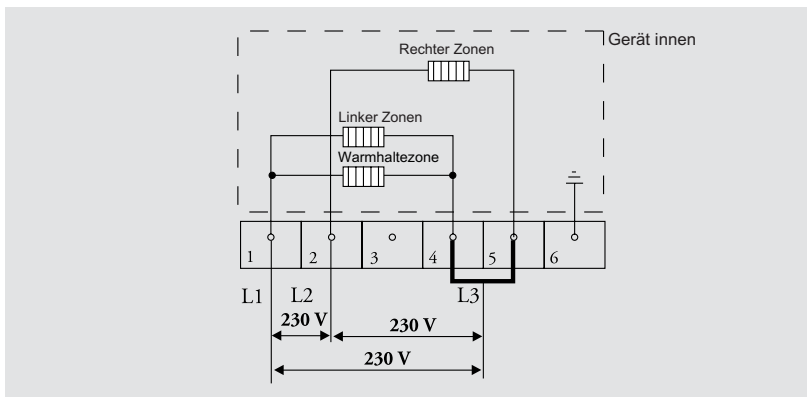 Gerät innen
Rechter Zonen
Linker Zonen
Warmhaltezone
1 2 3 4 5 6
L1 L2 L3
230 V 230 V
230 V